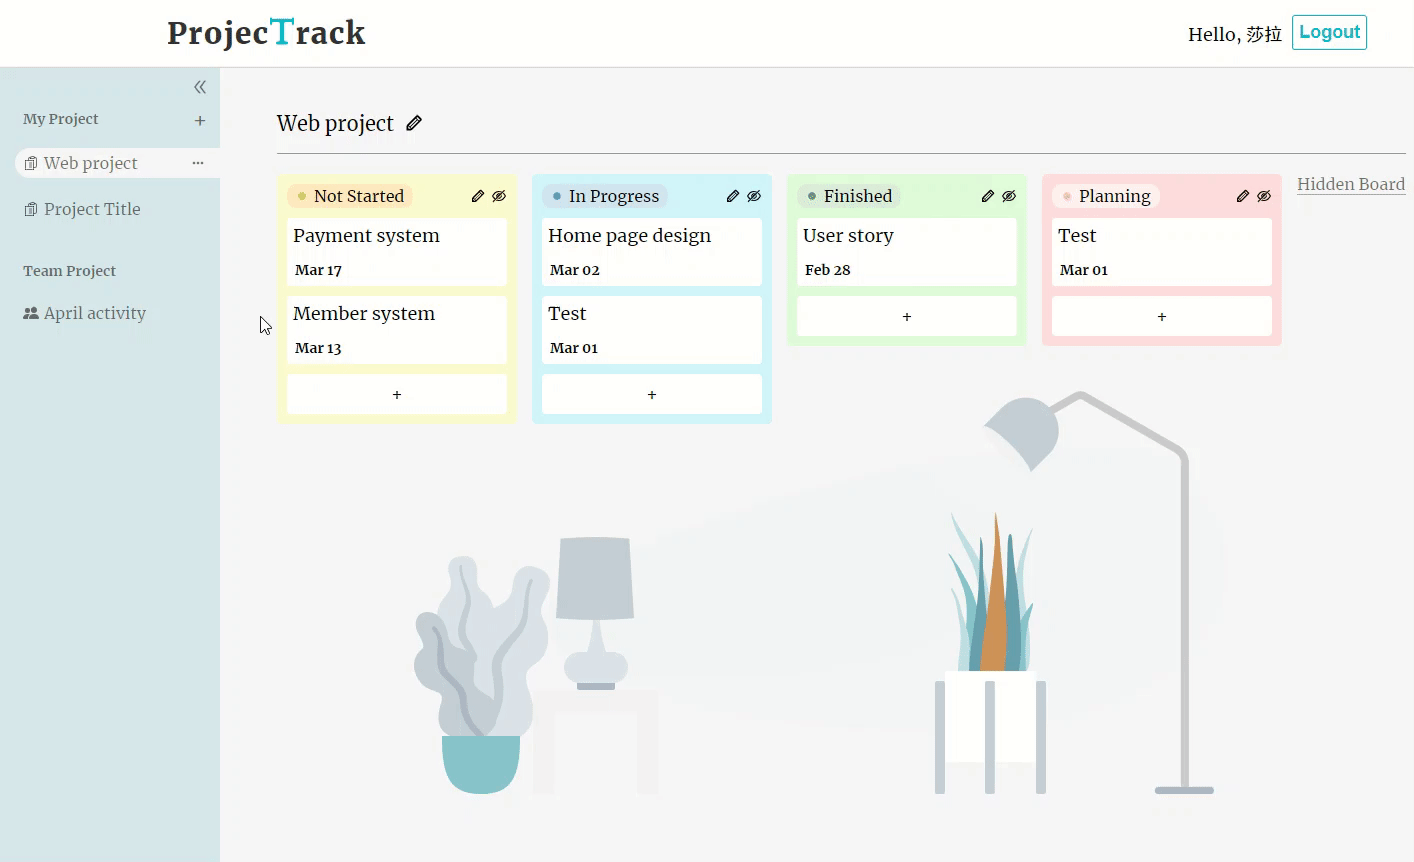 ProjecTrack
Hello, 莎拉
Logout
My Project
+
Web project
Project Title
Team Project
April activity
Web project
Not Started
Payment system
Mar 17
Member system
Mar 13
+
In Progress
Home page design
Mar 02
Test
Mar 01
+
Finished
User story
Feb 28
+
Planning
Test
Mar 01
+
Hidden Board